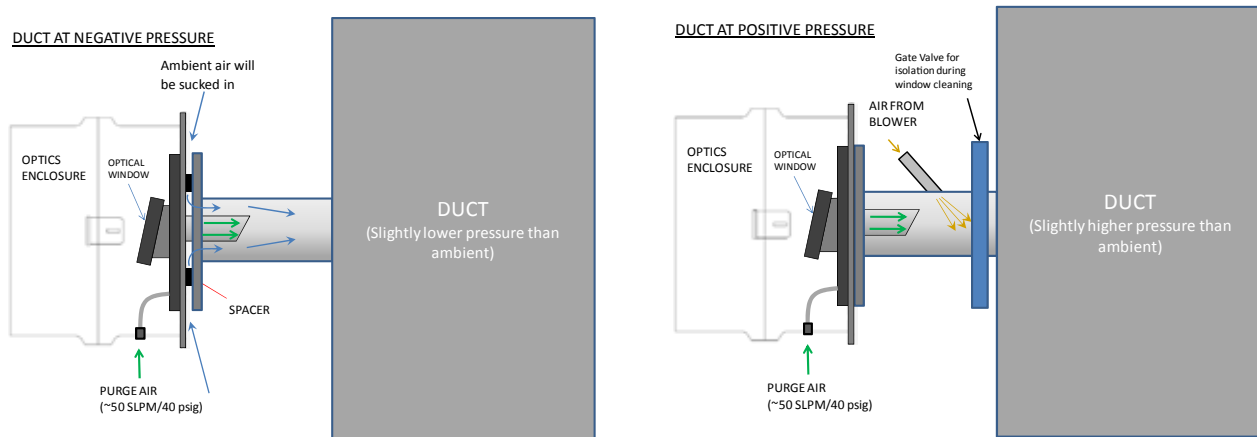 DUCT AT NEGATIVE PRESSURE
Ambient air will
be sucked in
OPTICS
ENCLOSURE
OPTICAL
WINDOW
DUCT
(Slightly lower pressure than
ambient)
SPACER
PURGE AIR
(~50 SLPM/40 psig)
DUCT AT POSITIVE PRESSURE
Gate Valve for
isolation during
window cleaning
AIR FROM
BLOWER
OPTICS
ENCLOSURE
OPTICAL
WINDOW
DUCT
(Slightly higher pressure than
ambient)
PURGE AIR
(~50 SLPM/40 psig)